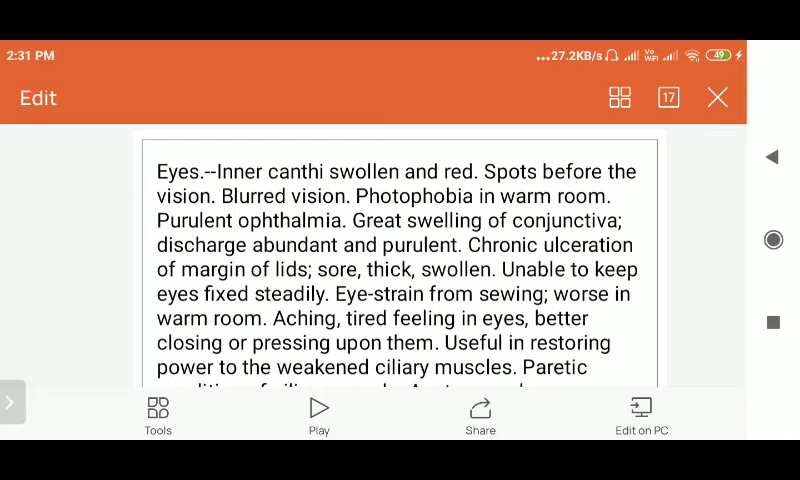 2:31 PM
...27.2KB/s
Vo WiFi
49
Edit
17
Eyes.--Inner canthi swollen and red. Spots before the
vision. Blurred vision. Photophobia in warm room.
Purulent ophthalmia. Great swelling of conjunctiva;
discharge abundant and purulent. Chronic ulceration
of margin of lids; sore, thick, swollen. Unable to keep
eyes fixed steadily. Eye-strain from sewing; worse in
warm room. Aching, tired feeling in eyes, better
closing or pressing upon them. Useful in restoring
power to the weakened ciliary muscles. Paretic
Tools
Play
Share
Edit on PC